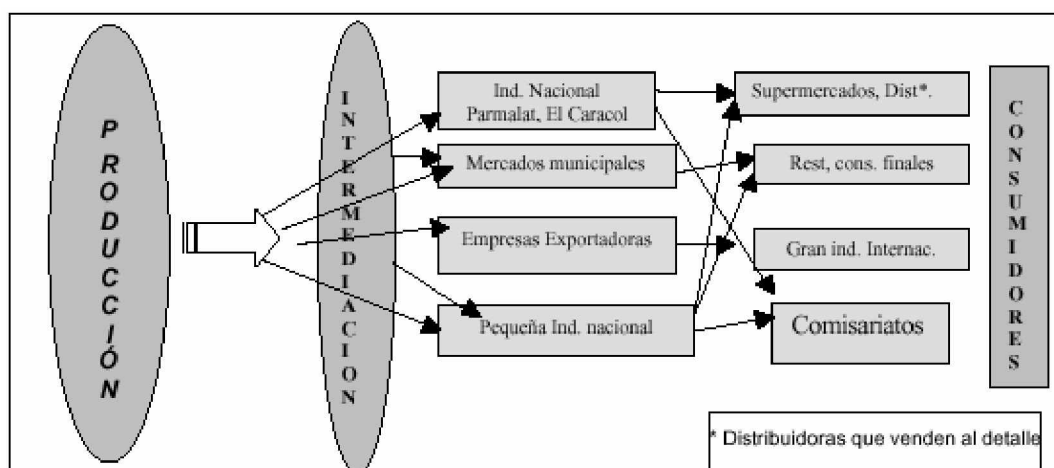 PRODUCCIÓN
INTERMEDIACION
Ind. Nacional
Parmalat, El Caracol
Mercados municipales
Empresas Exportadoras
Pequeña Ind. nacional
Supermercados, Dist*.
Rest, cons. finales
Gran ind. Internac.
Comisariatos
CONSUMIDORES
* Distribuidoras que venden al detalle